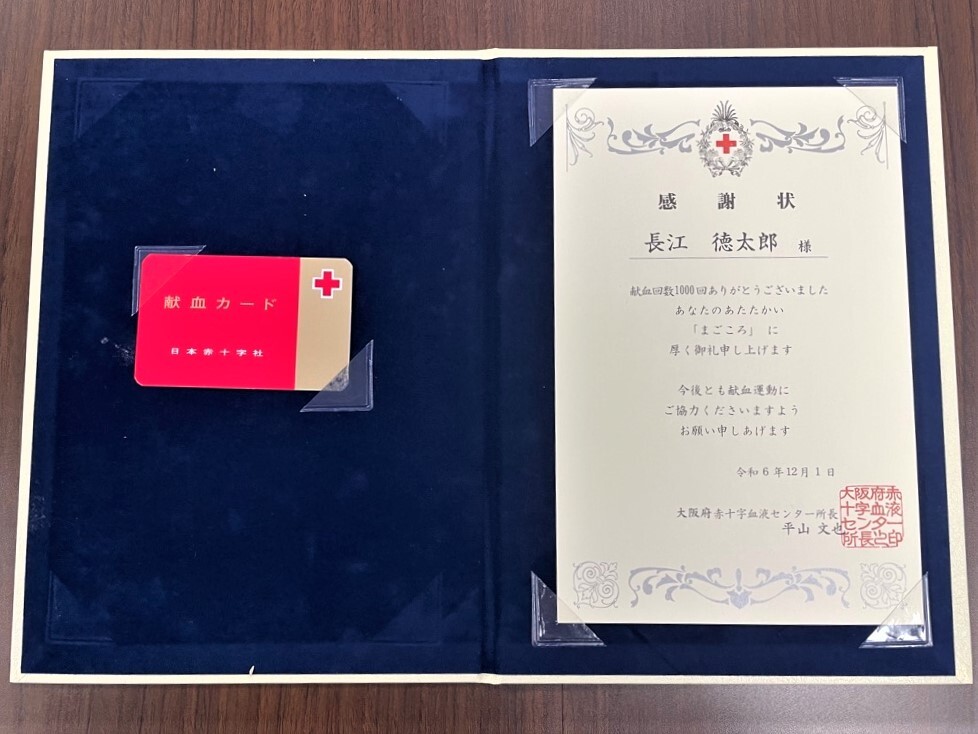 献血カード
日本赤十字社
感謝状
長江 徳太郎 様
献血回数1000回ありがとうございました
あなたのあたたかい
「まごころ」 に
厚く御礼申し上げます
今後とも献血運動に
ご協力くださいますよう
お願い申しあげます
令和6年12月1日
大阪府赤十字血液センター所長
平山 文也
大阪府赤
十字血液
センター
所長之印